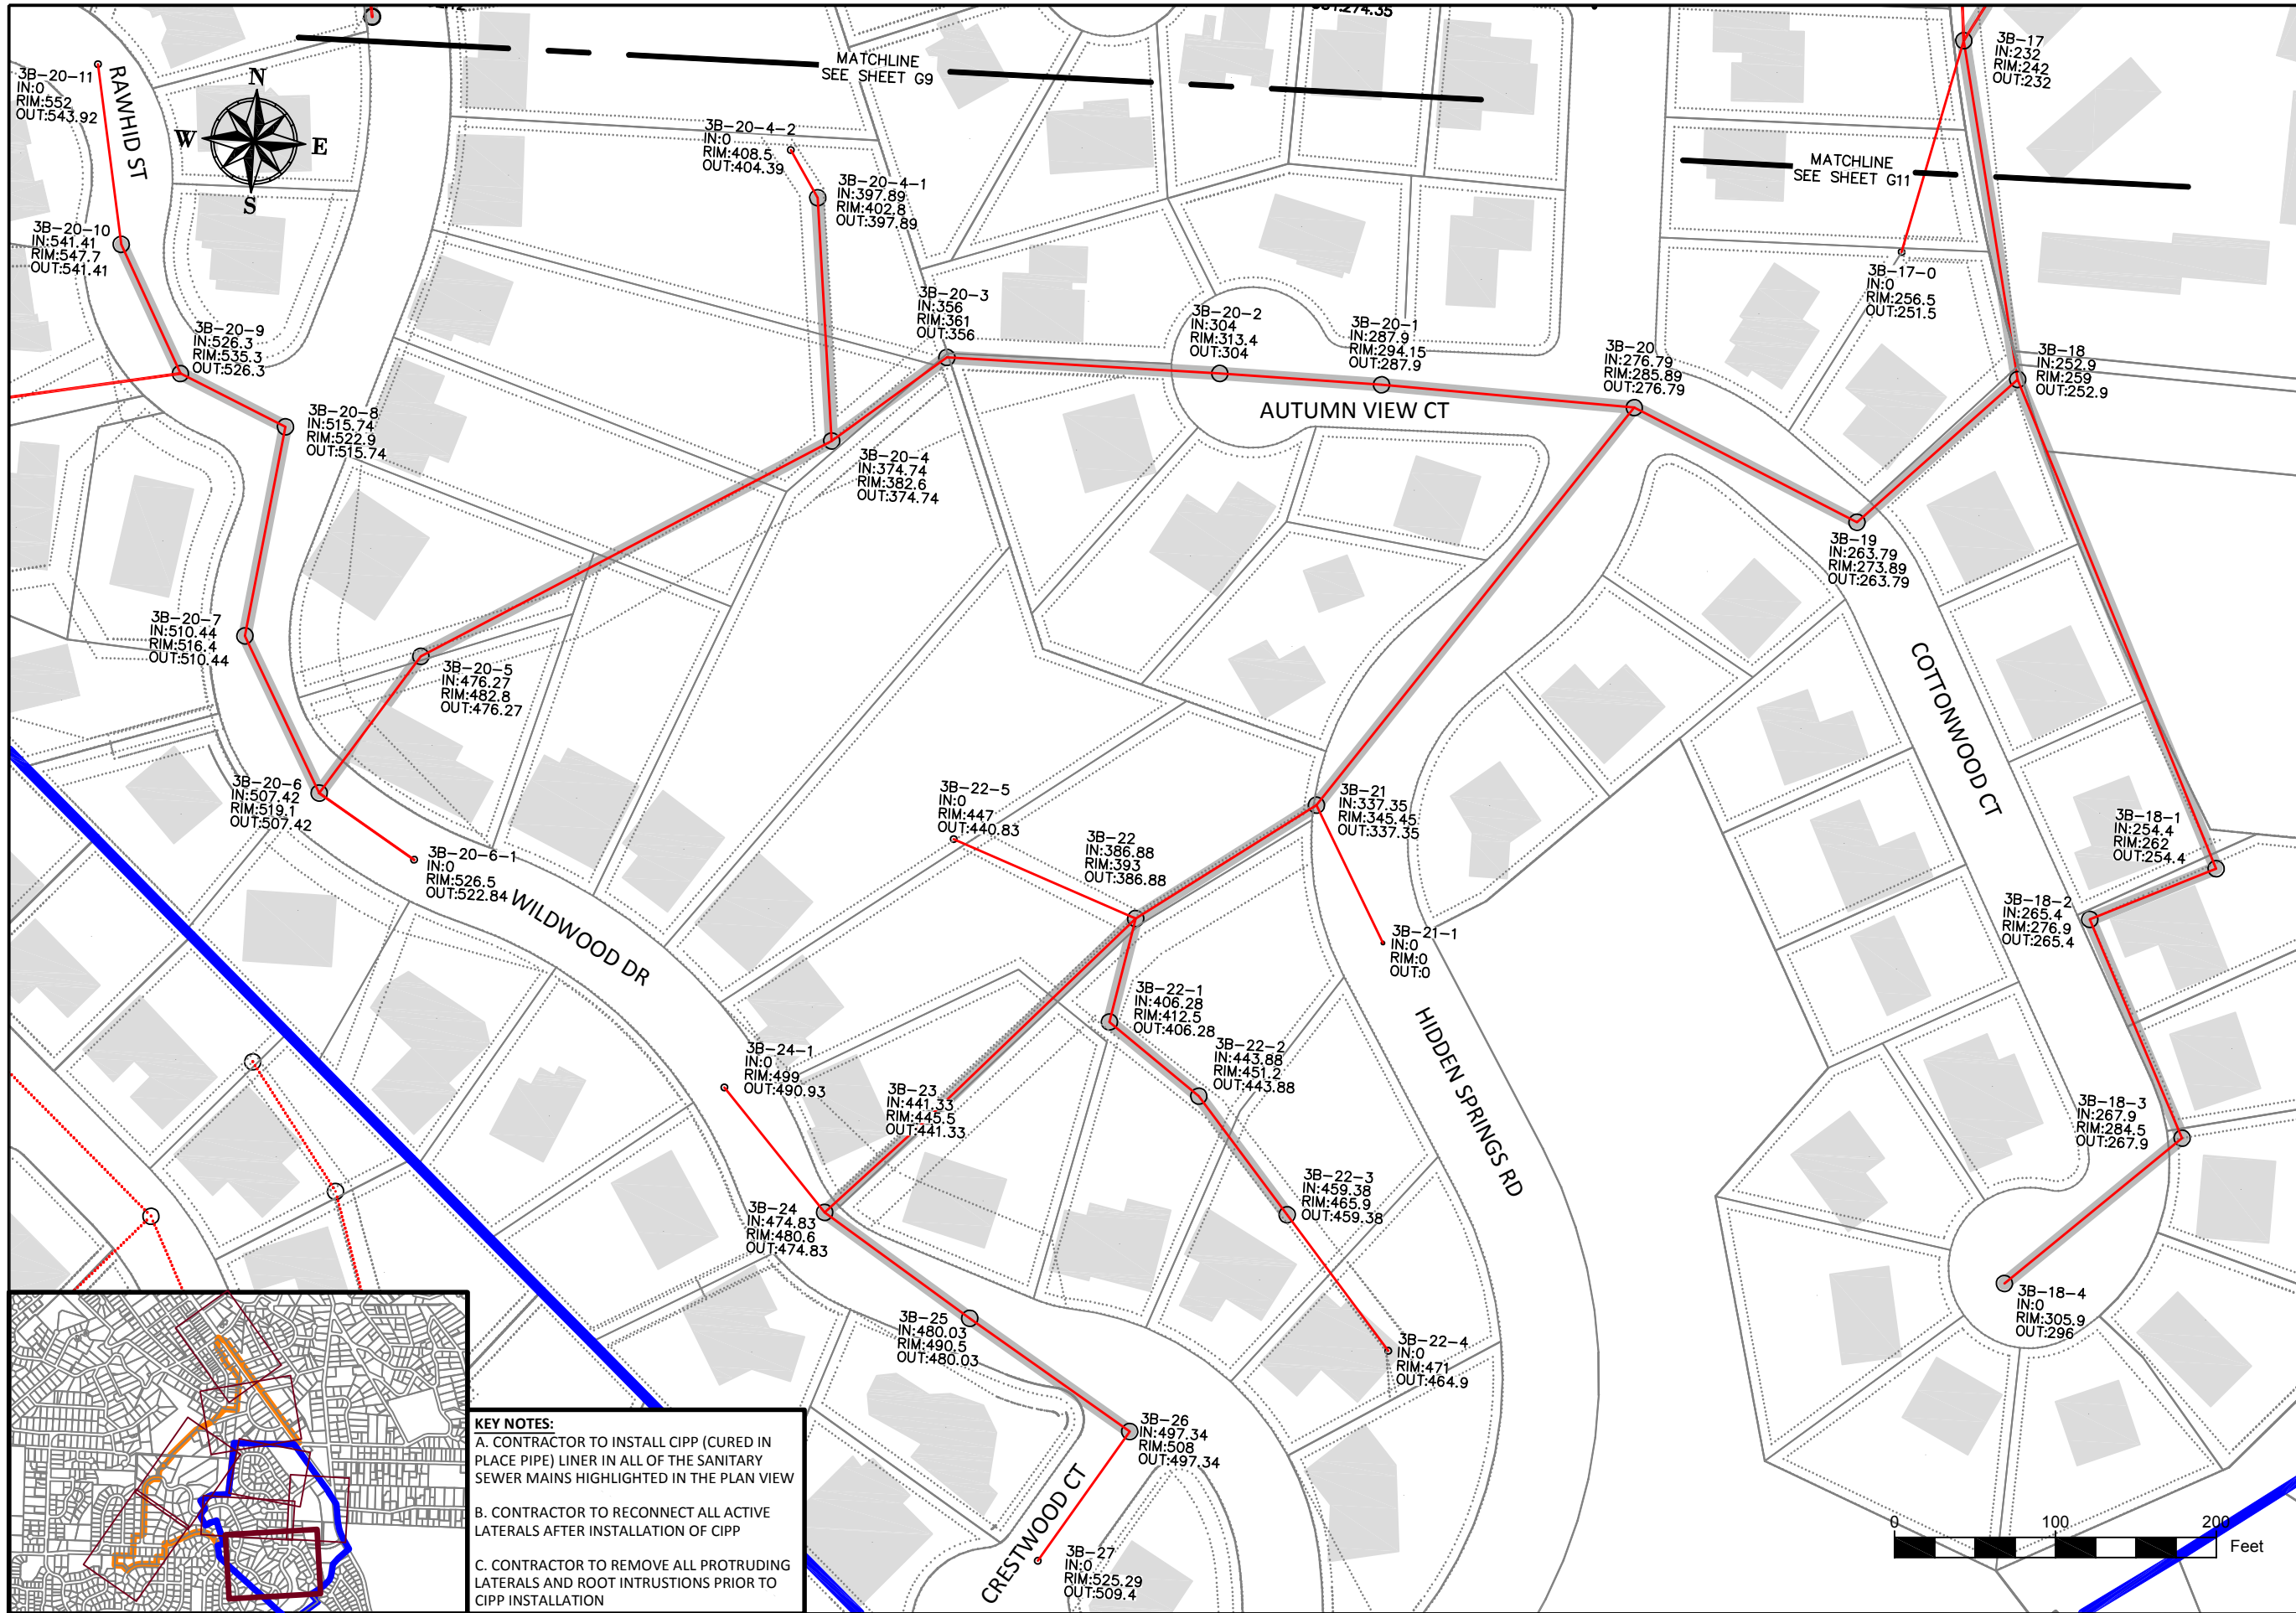 OUT:274.35
MATCHLINE
SEE SHEET G9
3B-17
IN:232
RIM:242
OUT:232
3B-20-11
IN:0
RIM:552
OUT:543.92
RAWHID ST
N
W
E
S
3B-20-4-2
IN:0
RIM:408.5
OUT:404.39
MATCHLINE
SEE SHEET G11
3B-20-4-1
IN:397.89
RIM:402.8
OUT:397.89
3B-20-10
IN:541.41
RIM:547.7
OUT:541.41
3B-17-0
IN:0
RIM:256.5
OUT:251.5
3B-20-3
IN:356
RIM:361
OUT:356
3B-20-2
IN:304
RIM:313.4
OUT:304
3B-20-1
IN:287.9
RIM:294.15
OUT:287.9
3B-20-9
IN:526.3
RIM:535.3
OUT:526.3
3B-20
IN:276.79
RIM:285.89
OUT:276.79
3B-18
IN:252.9
RIM:259
OUT:252.9
AUTUMN VIEW CT
3B-20-8
IN:515.74
RIM:522.9
OUT:515.74
3B-20-4
IN:374.74
RIM:382.6
OUT:374.74
3B-19
IN:263.79
RIM:273.89
OUT:263.79
3B-20-7
IN:510.44
RIM:516.4
OUT:510.44
3B-20-5
IN:476.27
RIM:482.8
OUT:476.27
COTTONWOOD CT
3B-20-6
IN:507.42
RIM:519.1
OUT:507.42
3B-22-5
IN:0
RIM:447
OUT:440.83
3B-21
IN:337.35
RIM:345.45
OUT:337.35
3B-22
IN:386.88
RIM:393
OUT:386.88
3B-18-1
IN:254.4
RIM:262
OUT:254.4
3B-20-6-1
IN:0
RIM:526.5
OUT:522.84
WILDWOOD DR
3B-18-2
IN:265.4
RIM:276.9
OUT:265.4
3B-21-1
IN:0
RIM:0
OUT:0
3B-22-1
IN:406.28
RIM:412.5
OUT:406.28
HIDDEN SPRINGS RD
3B-22-2
IN:443.88
RIM:451.2
OUT:443.88
3B-24-1
IN:0
RIM:499
OUT:490.93
3B-23
IN:441.33
RIM:445.5
OUT:441.33
3B-18-3
IN:267.9
RIM:284.5
OUT:267.9
3B-22-3
IN:459.38
RIM:465.9
OUT:459.38
3B-24
IN:474.83
RIM:480.6
OUT:474.83
3B-18-4
IN:0
RIM:305.9
OUT:296
3B-25
IN:480.03
RIM:490.5
OUT:480.03
3B-22-4
IN:0
RIM:471
OUT:464.9
3B-26
IN:497.34
RIM:508
OUT:497.34
CRESTWOOD CT
3B-27
IN:0
RIM:525.29
OUT:509.4
KEY NOTES:
A. CONTRACTOR TO INSTALL CIPP (CURED IN
PLACE PIPE) LINER IN ALL OF THE SANITARY
SEWER MAINS HIGHLIGHTED IN THE PLAN VIEW
B. CONTRACTOR TO RECONNECT ALL ACTIVE
LATERALS AFTER INSTALLATION OF CIPP
C. CONTRACTOR TO REMOVE ALL PROTRUDING
LATERALS AND ROOT INTRUSTIONS PRIOR TO
CIPP INSTALLATION
0 100 200
Feet